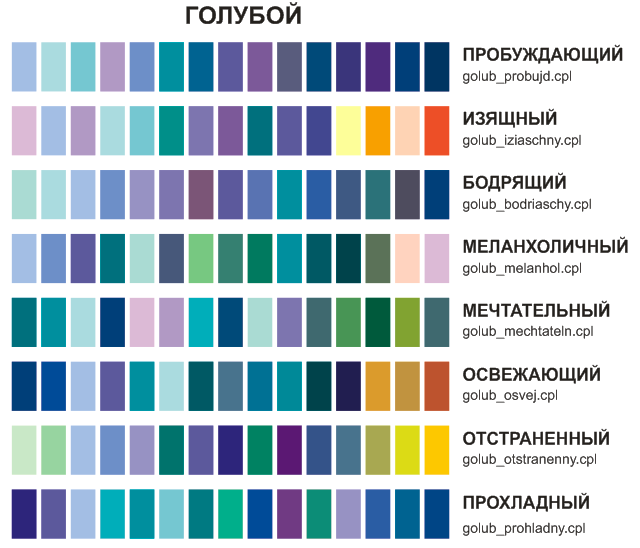 ГОЛУБОЙ
ПРОБУЖДАЮЩИЙ
golub_probujd.cpl
ИЗЯЩНЫЙ
golub_iziaschny.cpl
БОДРЯЩИЙ
golub_bodriaschy.cpl
МЕЛАНХОЛИЧНЫЙ
golub_melanhol.cpl
МЕЧТАТЕЛЬНЫЙ
golub_mechtateln.cpl
ОСВЕЖАЮЩИЙ
golub_osvej.cpl
ОТСТРАНЕННЫЙ
golub_otstranenny.cpl
ПРОХЛАДНЫЙ
golub_prohladny.cpl